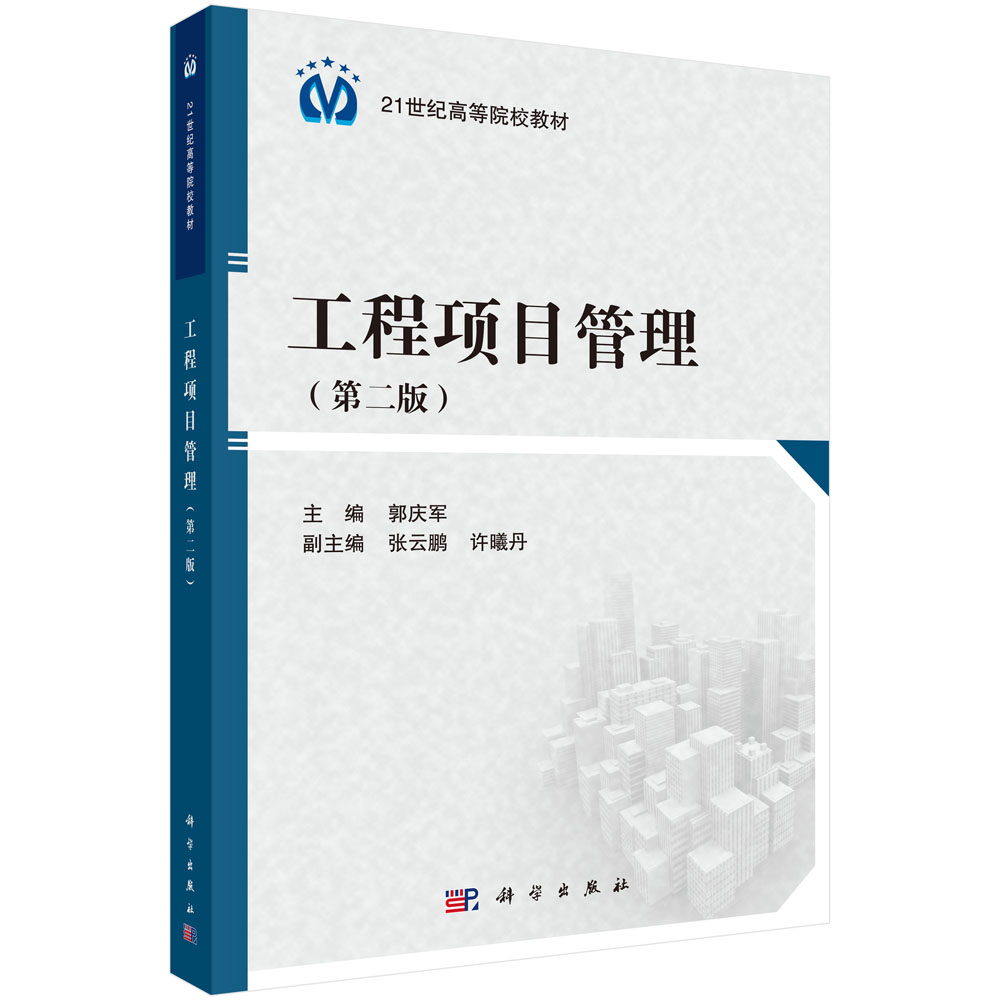 21世纪高等院校教材
工程项目管理
（第二版）
主 编 郭庆军
副主编 张云鹏 许曦丹
科学出版社
21世纪高等院校教材
工程项目管理（第二版）
科学出版社